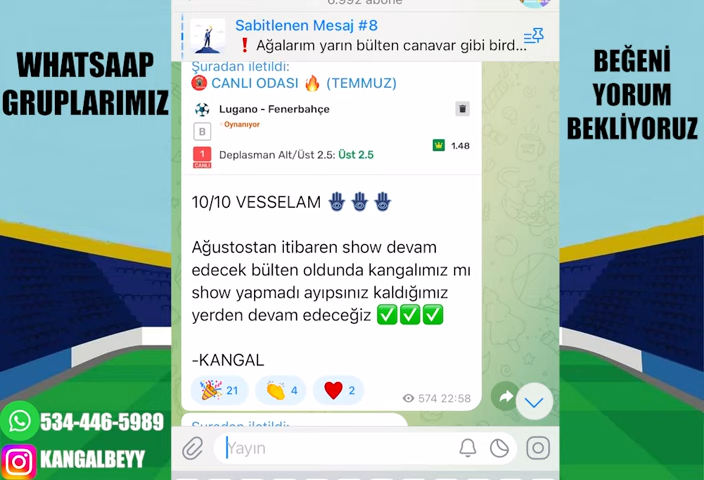 6.992 abone
Sabitlenen Mesaj #8
❗ Ağalarım yarın bülten canavar gibi bird...
WHATSAAP
GRUPLARIMIZ
BEĞENİ
YORUM
BEKLİYORUZ
Şuradan iletildi:
CANLI ODASI 🔥 (TEMMUZ)
Lugano - Fenerbahçe
Oynanıyor
B
1
CANLI
Deplasman Alt/Üst 2.5: Üst 2.5
1.48
10/10 VESSELAM 🪬🪬🪬
Ağustostan itibaren show devam
edecek bülten oldunda kangalımız mı
show yapmadı ayıpsınız kaldığımız
yerden devam edeceğiz ✅✅✅
-KANGAL
🎉 21 👏 4 ❤️ 2
574 22:58
Şuradan iletildi:
Yayın
534-446-5989
KANGALBEYY